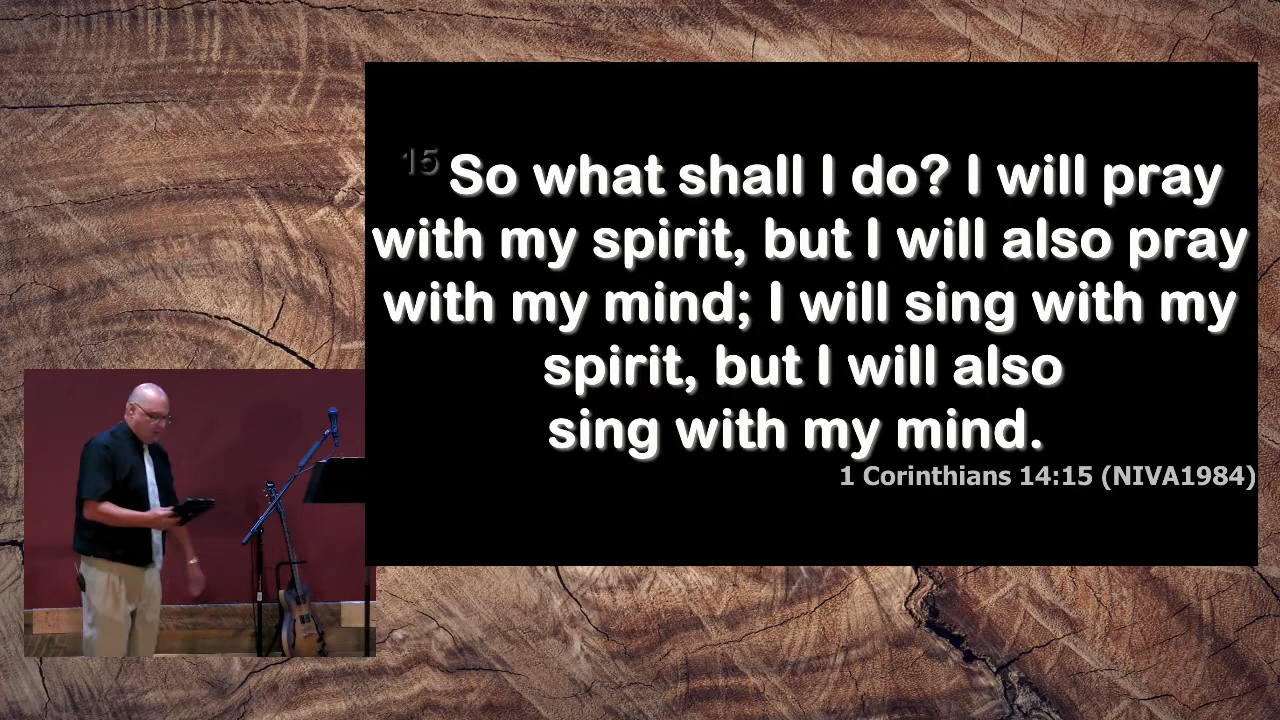 15 So what shall I do? I will pray
with my spirit, but I will also pray
with my mind; I will sing with my
spirit, but I will also
sing with my mind.
1 Corinthians 14:15 (NIVA1984)